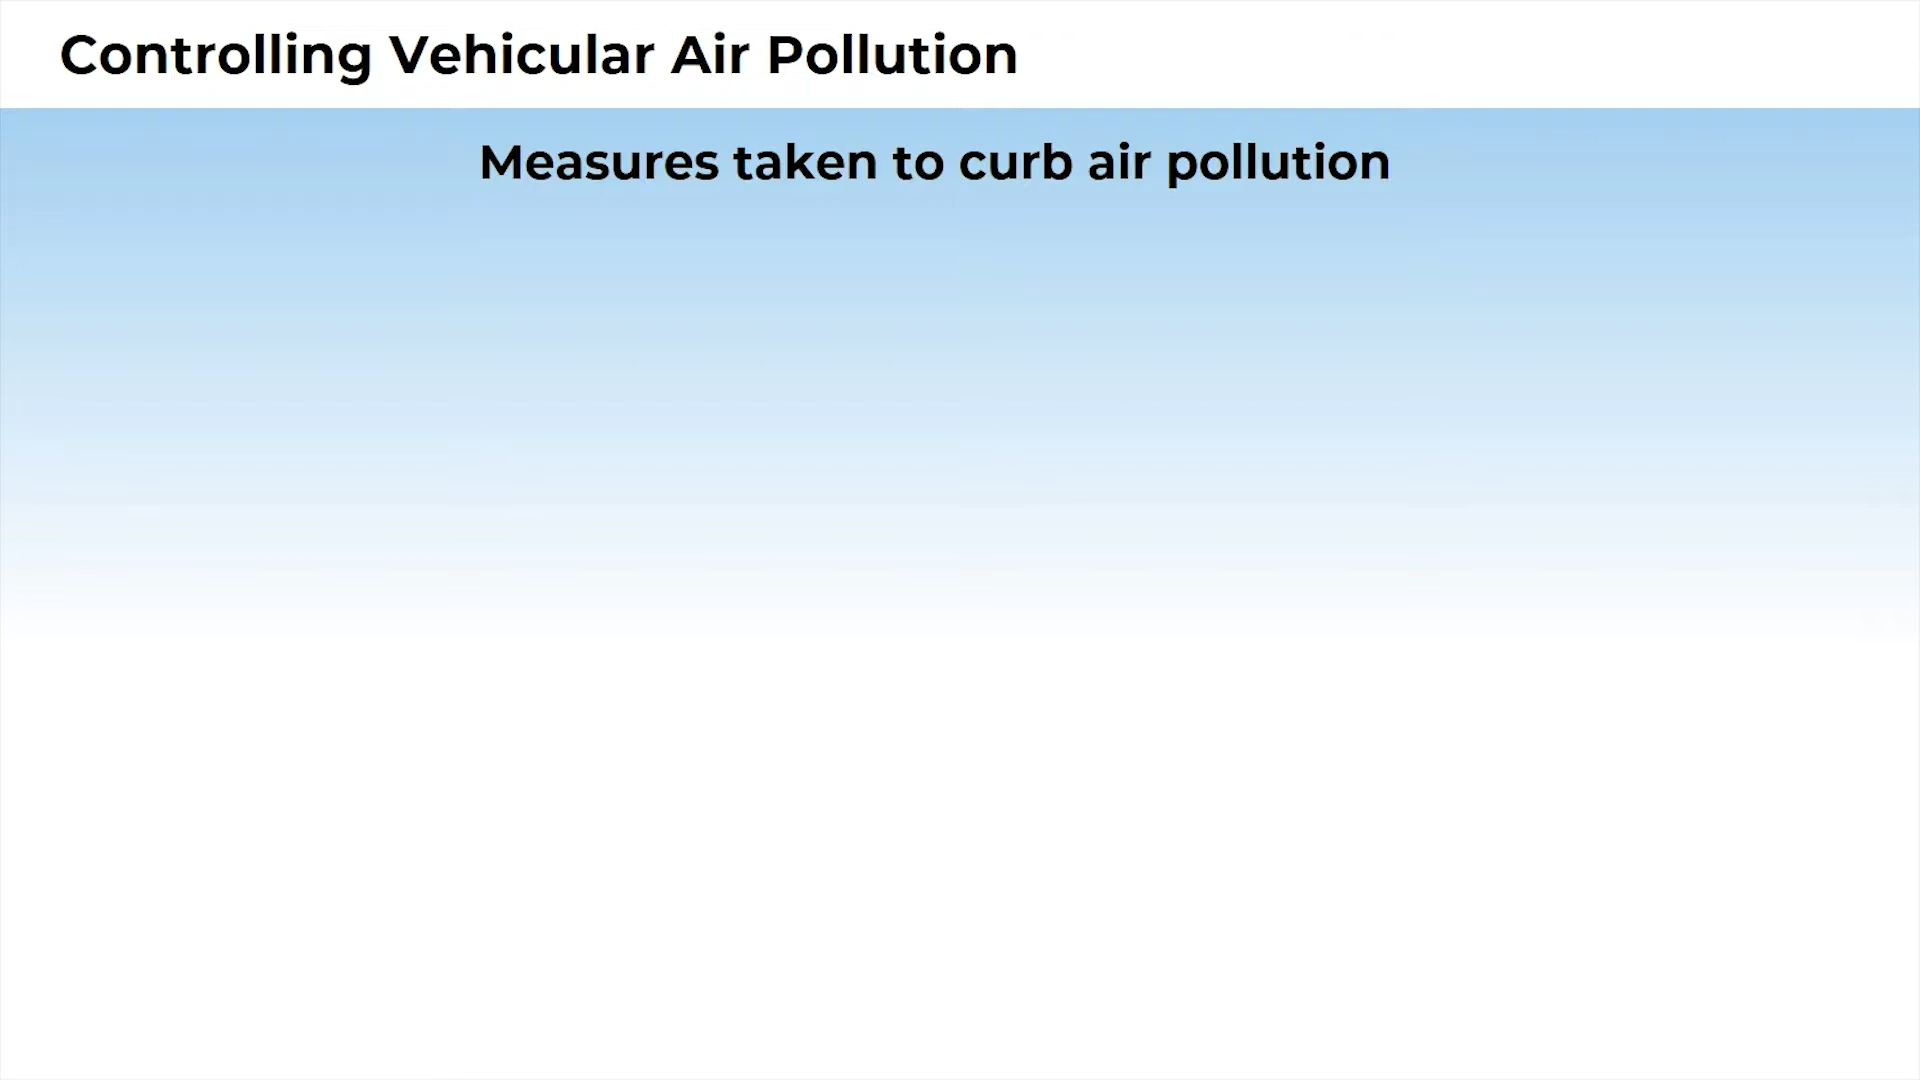 Controlling Vehicular Air Pollution
Measures taken to curb air pollution